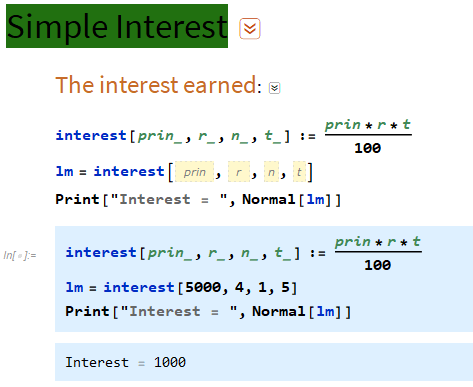 Simple Interest
The interest earned:
interest[prin_, r_, n_, t_] := prin * r * t / 100
lm = interest[prin, r, n, t]
Print["Interest = ", Normal[lm]]
In[◦]:=
interest[prin_, r_, n_, t_] := prin * r * t / 100
lm = interest[5000, 4, 1, 5]
Print["Interest = ", Normal[lm]]
Interest = 1000